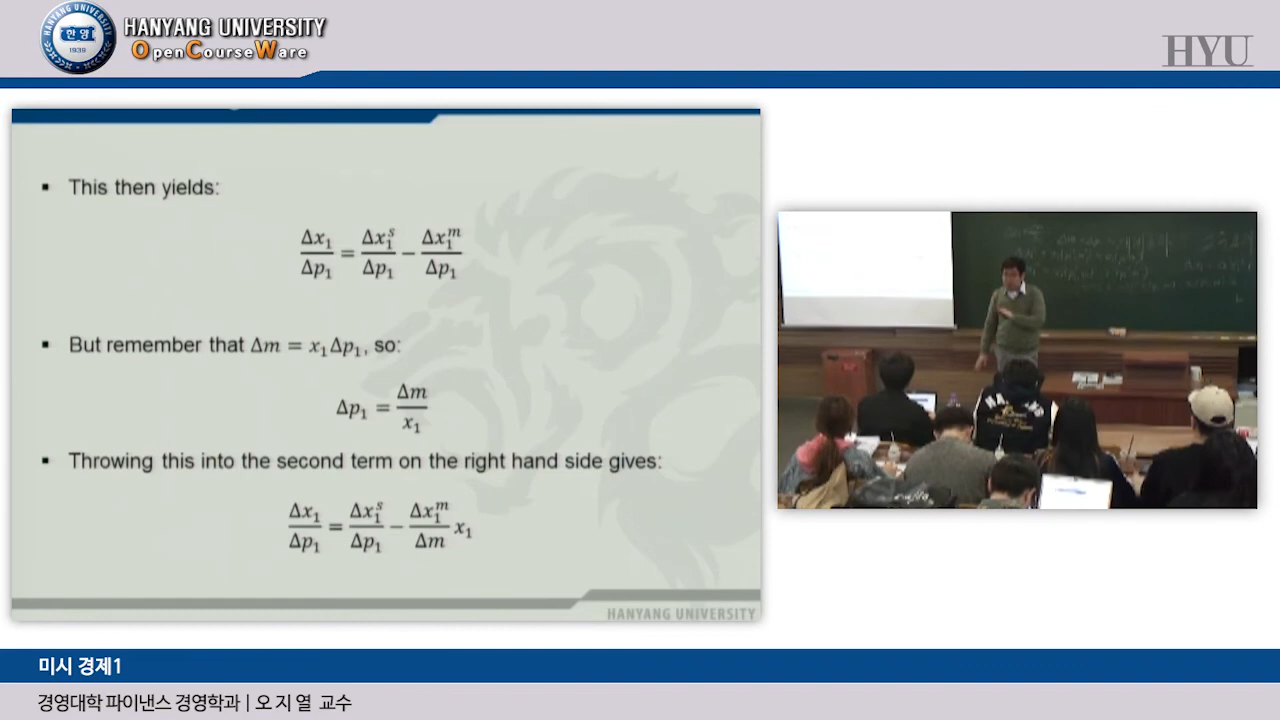 HANYANG UNIVERSITY
OpenCourseWare
HANYANG UNIVERSITY
한양
1939
HYU
▪ This then yields:
Δx₁/Δp₁ = Δx₁ˢ/Δp₁ − Δx₁ᵐ/Δp₁
▪ But remember that Δm = x₁Δp₁, so:
Δp₁ = Δm/x₁
▪ Throwing this into the second term on the right hand side gives:
Δx₁/Δp₁ = Δx₁ˢ/Δp₁ − Δx₁ᵐ/Δm x₁
HANYANG UNIVERSITY
미시 경제1
경영대학 파이낸스 경영학과 | 오 지 열 교수